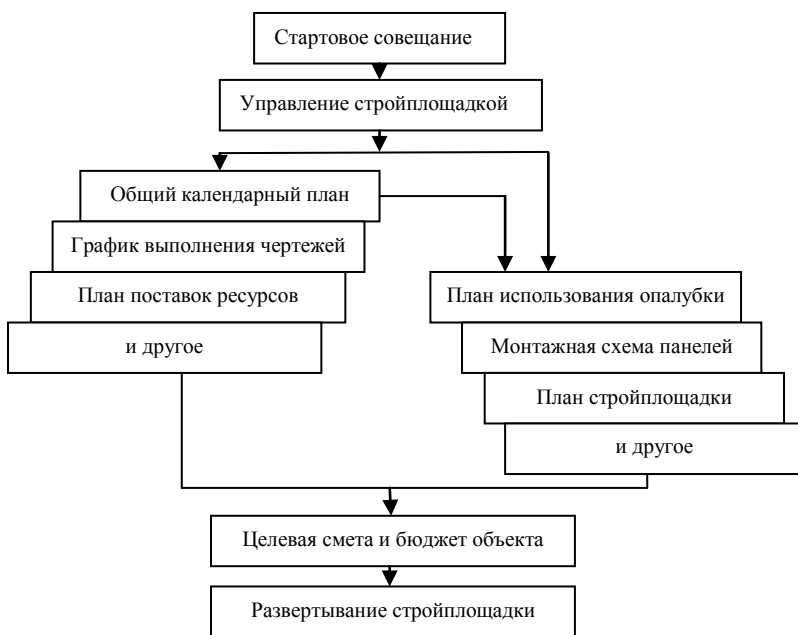 Стартовое совещание
Управление стройплощадкой
Общий календарный план
График выполнения чертежей
План поставок ресурсов
и другое
План использования опалубки
Монтажная схема панелей
План стройплощадки
и другое
Целевая смета и бюджет объекта
Развертывание стройплощадки